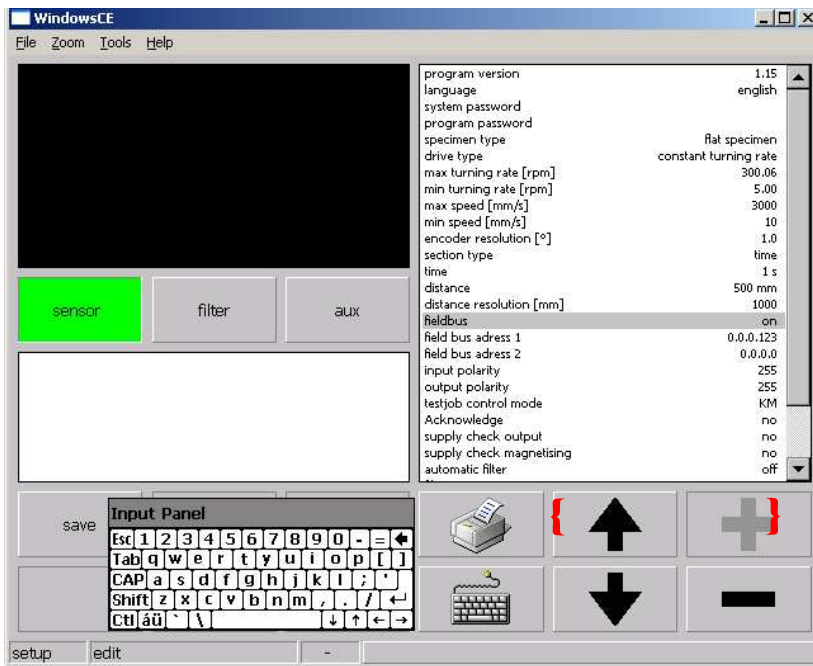 WindowsCE
File Zoom Tools Help
program version 1.15
language english
system password
program password
specimen type flat specimen
drive type constant turning rate
max turning rate [rpm] 300.06
min turning rate [rpm] 5.00
max speed [mm/s] 3000
min speed [mm/s] 10
encoder resolution [°] 1.0
section type time
time 1 s
distance 500 mm
distance resolution [mm] 1000
fieldbus on
field bus adress 1 0.0.0.123
field bus adress 2 0.0.0.0
input polarity 255
output polarity 255
testjob control mode KM
Acknowledge no
supply check output no
supply check magnetising no
automatic filter off
sensor filter aux
save
Input Panel
Esc 1 2 3 4 5 6 7 8 9 0 - =
Tab q w e r t y u i o p [ ]
CAP a s d f g h j k l ; '
Shift z x c v b n m , . /
Ctl áü ` \
{ }
setup edit -